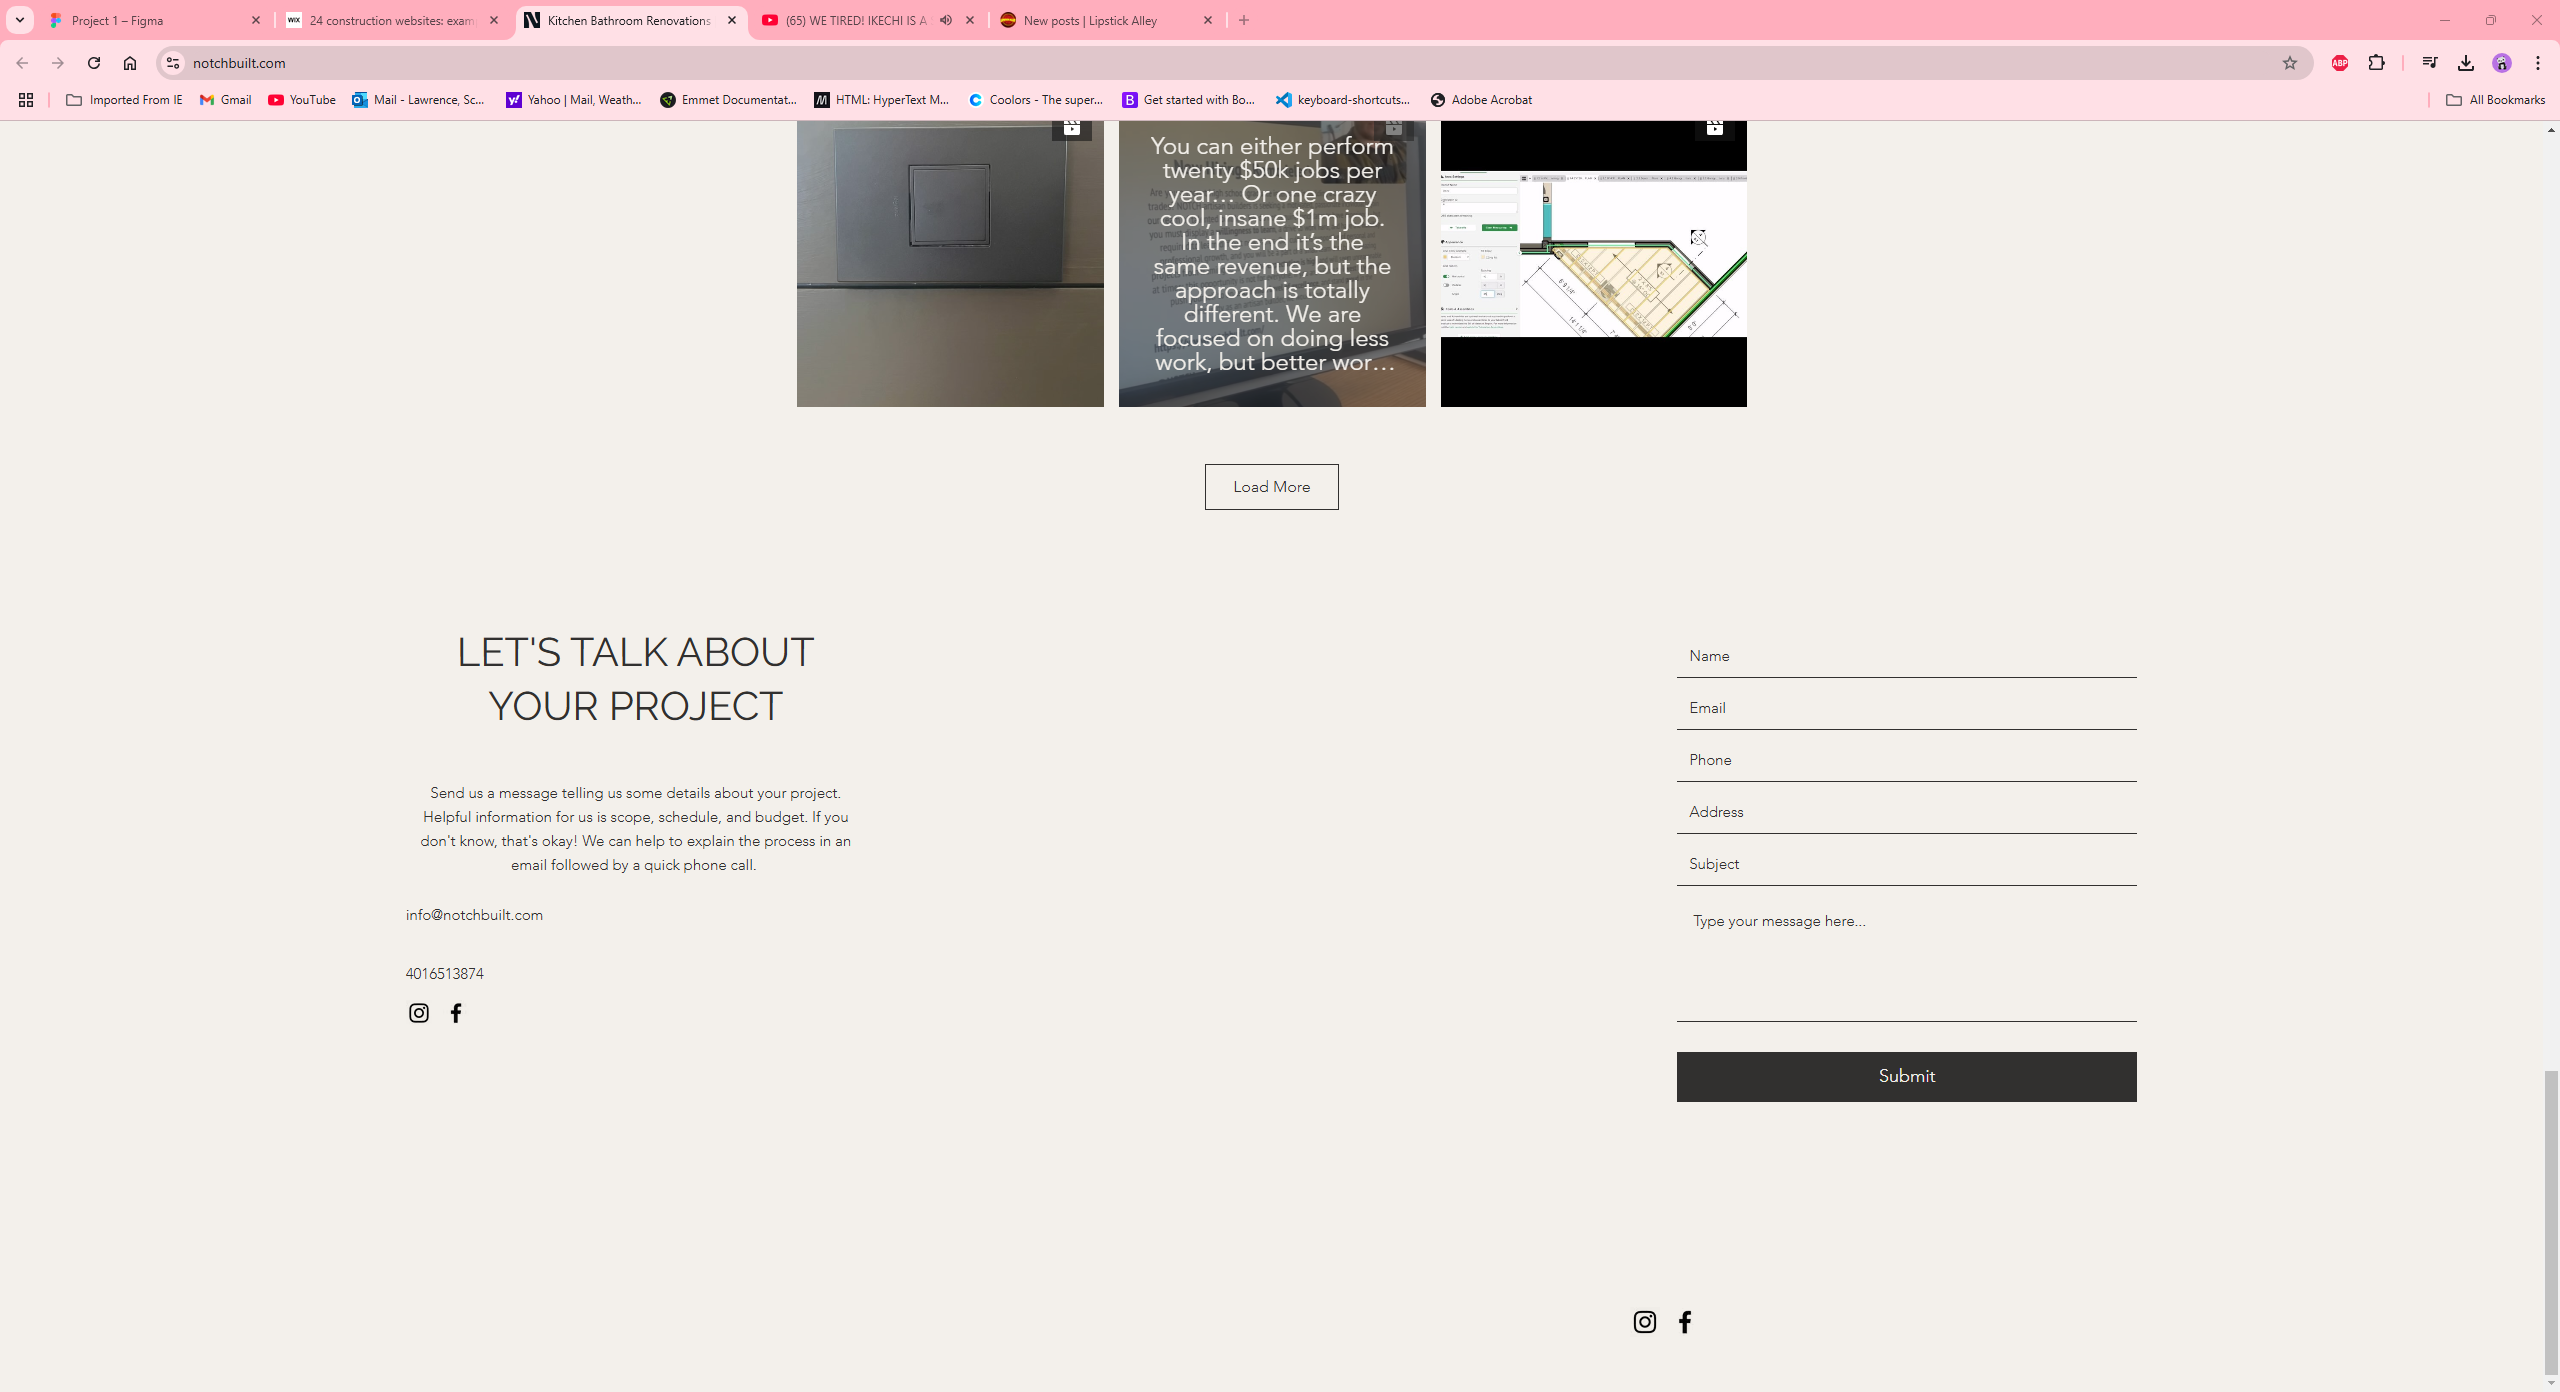 Project 1 – Figma
24 construction websites: exam
Kitchen Bathroom Renovations
(65) WE TIRED! IKECHI IS A
New posts | Lipstick Alley
notchbuilt.com
Imported From IE
Gmail
YouTube
Mail - Lawrence, Sc...
Yahoo | Mail, Weath...
Emmet Documentat...
HTML: HyperText M...
Coolors - The super...
Get started with Bo...
keyboard-shortcuts...
Adobe Acrobat
All Bookmarks
You can either perform
twenty $50k jobs per
year... Or one crazy
cool, insane $1m job.
In the end it’s the
same revenue, but the
approach is totally
different. We are
focused on doing less
work, but better wor...
Load More
LET'S TALK ABOUT
YOUR PROJECT
Send us a message telling us some details about your project.
Helpful information for us is scope, schedule, and budget. If you
don't know, that's okay! We can help to explain the process in an
email followed by a quick phone call.
info@notchbuilt.com
4016513874
Name
Email
Phone
Address
Subject
Type your message here...
Submit